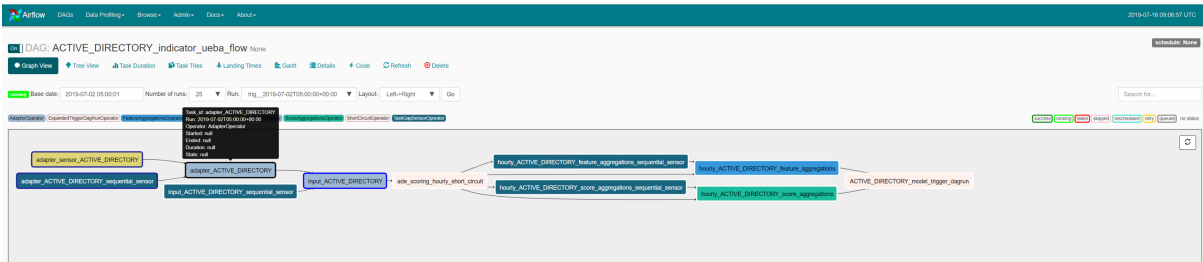 Airflow DAGs Data Profiling Browse Admin Docs About 2019-07-16 09:06:57 UTC
schedule: None
On DAG: ACTIVE_DIRECTORY_indicator_ueba_flow None
Graph View Tree View Task Duration Task Tries Landing Times Gantt Details Code Refresh Delete
running Base date: 2019-07-02 05:00:01 Number of runs: 25 Run: trig__2019-07-02T05:00:00+00:00 Layout: Left->Right Go Search for...
Task_id: adapter_ACTIVE_DIRECTORY
Run: 2019-07-02T05:00:00+00:00
Operator: AdapterOperator
Started: null
Ended: null
Duration: null
State: null
AdapterOperator ExpandedTriggerDagRunOperator FeatureAggregationsOperator ScoreAggregationsOperator ShortCircuitOperator TaskGapSensorOperator success running failed skipped rescheduled retry queued no status
adapter_sensor_ACTIVE_DIRECTORY
adapter_ACTIVE_DIRECTORY_sequential_sensor
adapter_ACTIVE_DIRECTORY
input_ACTIVE_DIRECTORY_sequential_sensor
input_ACTIVE_DIRECTORY
ade_scoring_hourly_short_circuit
hourly_ACTIVE_DIRECTORY_feature_aggregations_sequential_sensor
hourly_ACTIVE_DIRECTORY_score_aggregations_sequential_sensor
hourly_ACTIVE_DIRECTORY_feature_aggregations
hourly_ACTIVE_DIRECTORY_score_aggregations
ACTIVE_DIRECTORY_model_trigger_dagrun